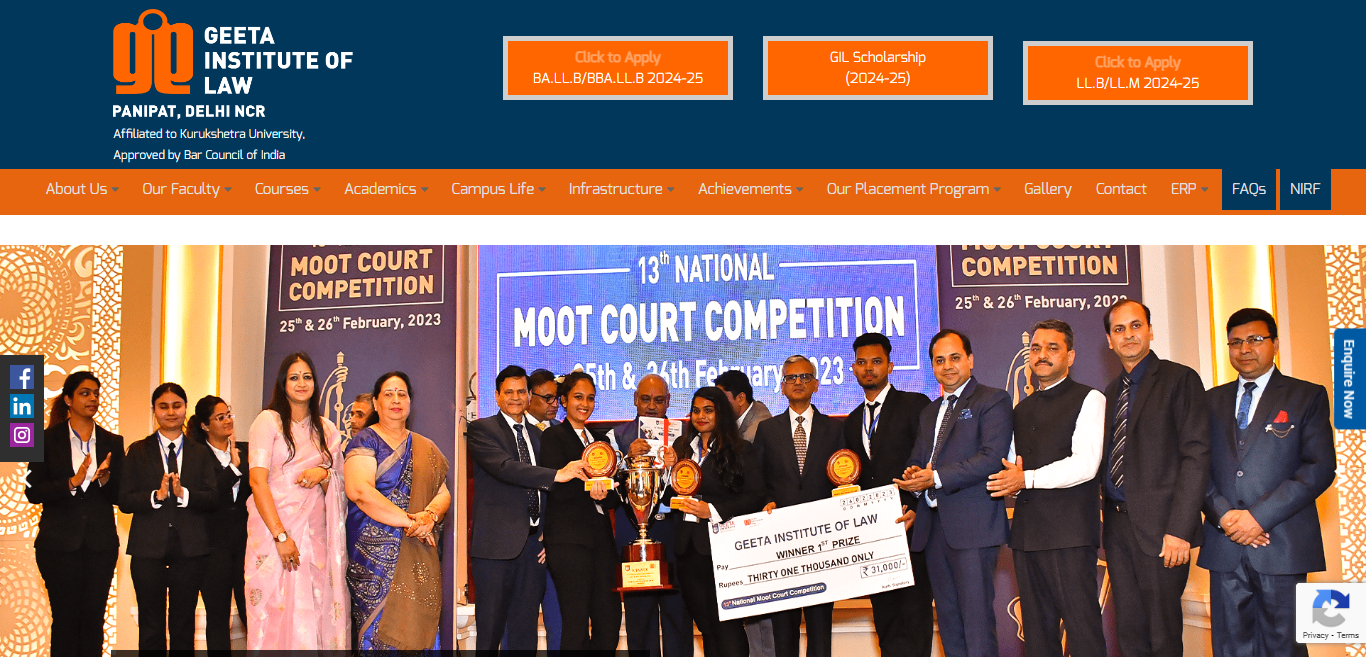 GEETA
INSTITUTE OF
LAW
PANIPAT, DELHI NCR
Affiliated to Kurukshetra University,
Approved by Bar Council of India
Click to Apply
BA.LL.B/BBA.LL.B 2024-25
GIL Scholarship
(2024-25)
Click to Apply
LL.B/LL.M 2024-25
About Us
Our Faculty
Courses
Academics
Campus Life
Infrastructure
Achievements
Our Placement Program
Gallery
Contact
ERP
FAQs
NIRF
MOOT COURT
COMPETITION
25th & 26th February, 2023
13th NATIONAL
MOOT COURT COMPETITION
25th & 26th February 2023
MOOT COURT
COMPETITION
25th & 26th February, 2023
Enquire Now
GEETA INSTITUTE OF LAW
WINNER 1ST PRIZE
Pay
Rupees THIRTY ONE THOUSAND ONLY
₹ 31,000/-
13th National Moot Court Competition
Privacy - Terms